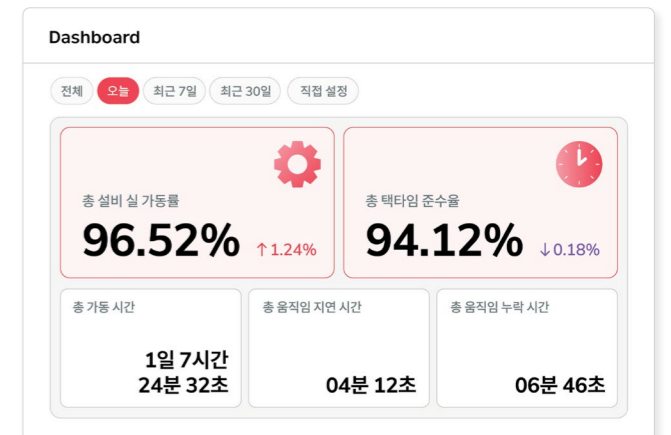 Dashboard
전체 오늘 최근 7일 최근 30일 직접 설정
총 설비 실 가동률
96.52% ↑1.24%
총 택타임 준수율
94.12% ↓0.18%
총 가동 시간
1일 7시간
24분 32초
총 움직임 지연 시간
04분 12초
총 움직임 누락 시간
06분 46초